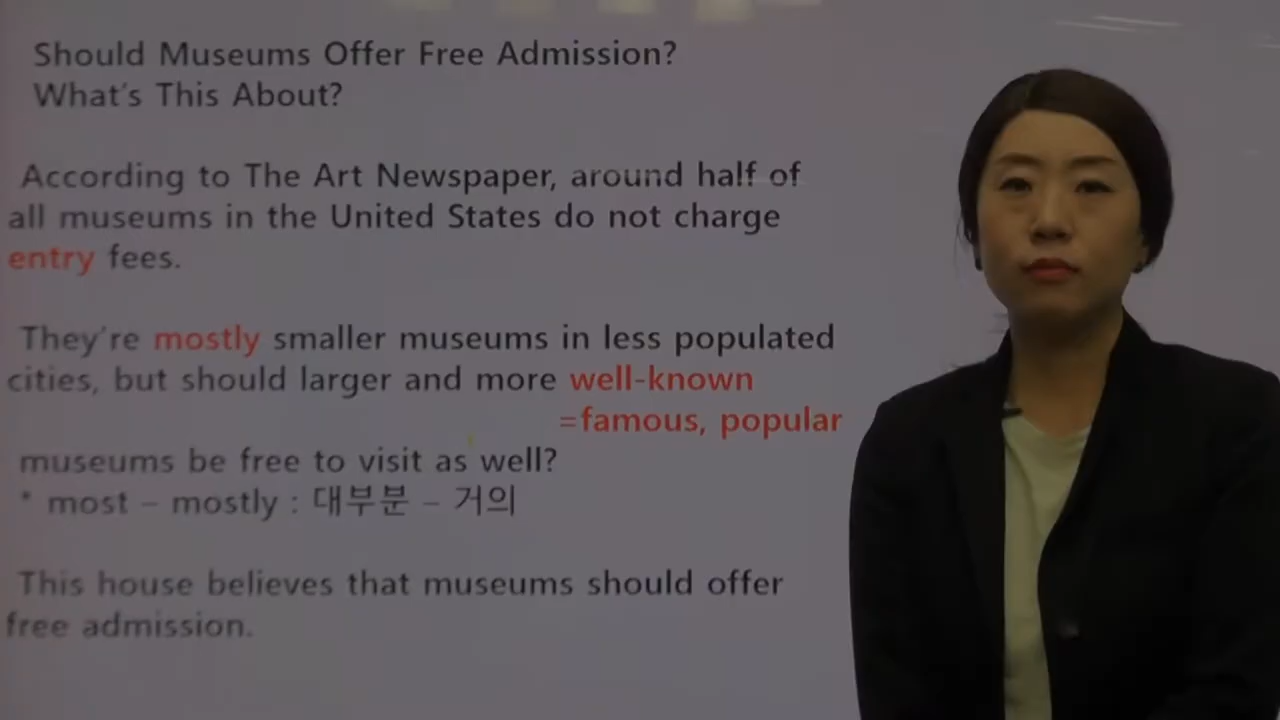 Should Museums Offer Free Admission?
What's This About?
According to The Art Newspaper, around half of
all museums in the United States do not charge
entry fees.
They're mostly smaller museums in less populated
cities, but should larger and more well-known
=famous, popular
museums be free to visit as well?
* most – mostly : 대부분 – 거의
This house believes that museums should offer
free admission.